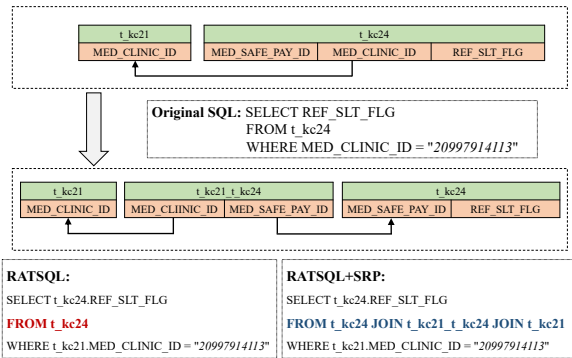 t_kc21 t_kc24
MED_CLINIC_ID MED_SAFE_PAY_ID MED_CLINIC_ID REF_SLT_FLG
Original SQL: SELECT REF_SLT_FLG
FROM t_kc24
WHERE MED_CLINIC_ID = "20997914113"
t_kc21 t_kc21_t_kc24 t_kc24
MED_CLINIC_ID MED_CLIINIC_ID MED_SAFE_PAY_ID MED_SAFE_PAY_ID REF_SLT_FLG
RATSQL:
SELECT t_kc24.REF_SLT_FLG
FROM t_kc24
WHERE t_kc21.MED_CLINIC_ID = "20997914113"
RATSQL+SRP:
SELECT t_kc24.REF_SLT_FLG
FROM t_kc24 JOIN t_kc21_t_kc24 JOIN t_kc21
WHERE t_kc21.MED_CLINIC_ID = "20997914113"